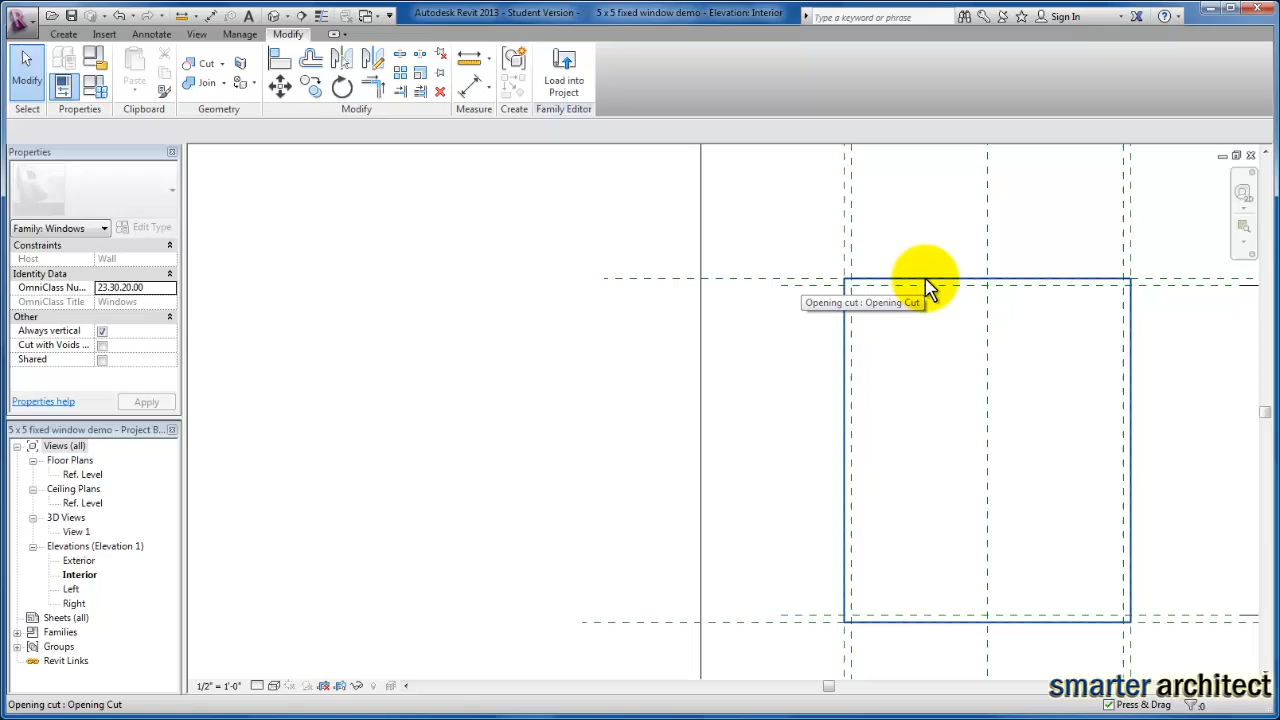 Autodesk Revit 2013 - Student Version -    5 x 5 fixed window demo - Elevation: Interior
Type a keyword or phrase
Sign In
Create Insert Annotate View Manage Modify
Modify
Paste
Cut
Join
Load into
Project
Select Properties Clipboard Geometry Modify Measure Create Family Editor
Properties
Family: Windows
Edit Type
Constraints
Host Wall
Identity Data
OmniClass Nu... 23.30.20.00
OmniClass Title Windows
Other
Always vertical
Cut with Voids ...
Shared
Properties help
Apply
Opening cut : Opening Cut
2D
5 x 5 fixed window demo - Project B...
Views (all)
Floor Plans
Ref. Level
Ceiling Plans
Ref. Level
3D Views
View 1
Elevations (Elevation 1)
Exterior
Interior
Left
Right
Sheets (all)
Families
Groups
Revit Links
1/2" = 1'-0"
smarter architect
Opening cut : Opening Cut
Press & Drag
:0